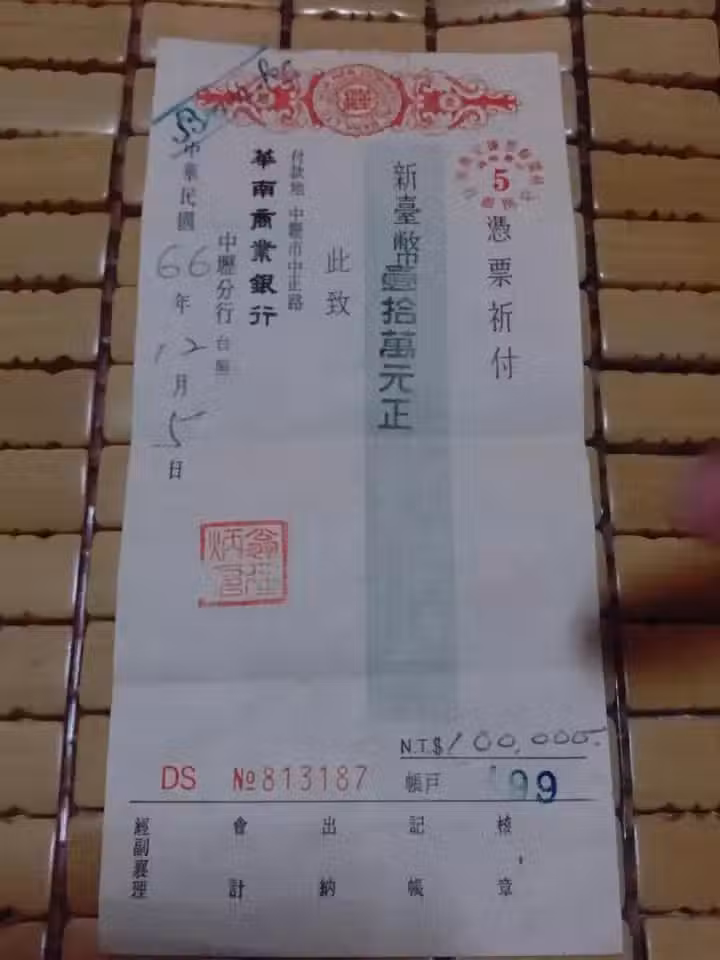 憑票祈付
新臺幣壹拾萬元正
此致
付款地 中壢市中正路
華南商業銀行
中壢分行 台照
中華民國 66 年 12 月 5 日
5
N.T.$ 100,000.
DS № 813187 帳戶 199
核章
記帳
出納
會計
經副襄理